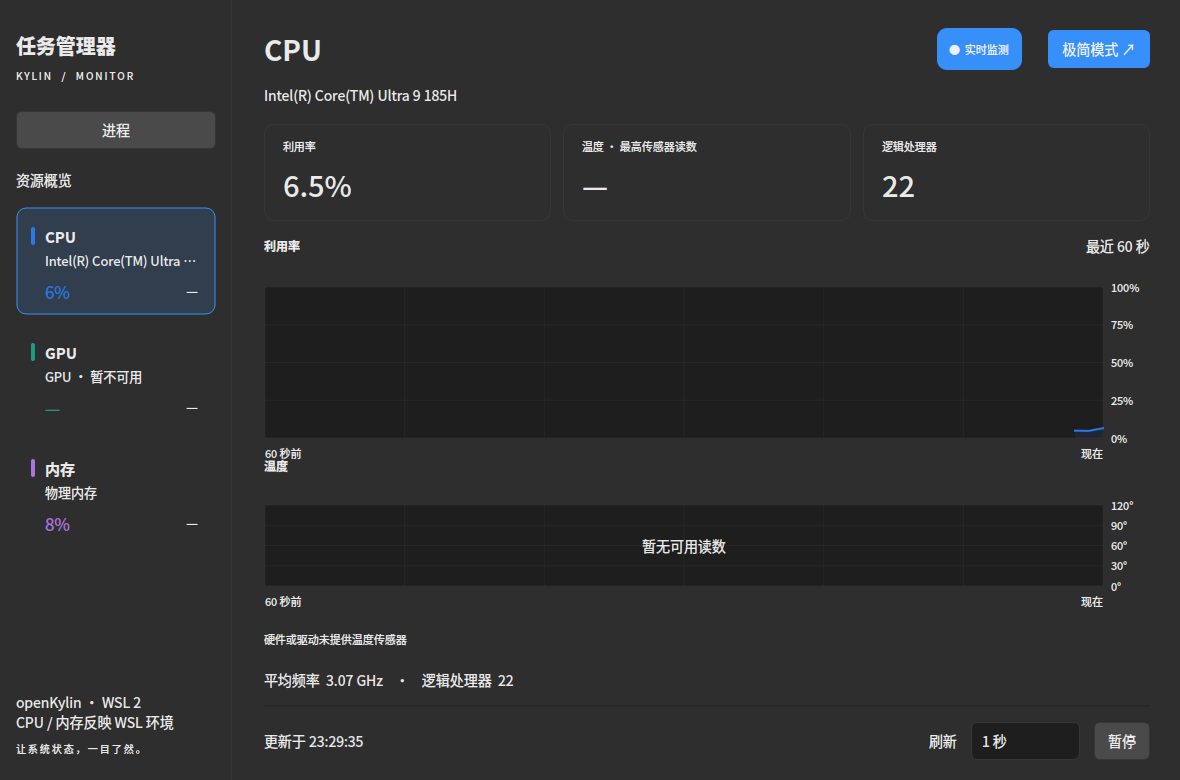 任务管理器
KYLIN / MONITOR
进程
资源概览
CPU
Intel(R) Core(TM) Ultra ···
6% —
GPU
GPU · 暂不可用
— —
内存
物理内存
8% —
openKylin · WSL 2
CPU / 内存反映 WSL 环境
让系统状态，一目了然。
CPU
● 实时监测
极简模式 ↗
Intel(R) Core(TM) Ultra 9 185H
利用率
6.5%
温度 · 最高传感器读数
—
逻辑处理器
22
利用率 最近 60 秒
100%
75%
50%
25%
0%
60 秒前 现在
温度
120°
90°
60°
30°
0°
暂无可用读数
60 秒前 现在
硬件或驱动未提供温度传感器
平均频率 3.07 GHz · 逻辑处理器 22
更新于 23:29:35 刷新 1 秒 暂停